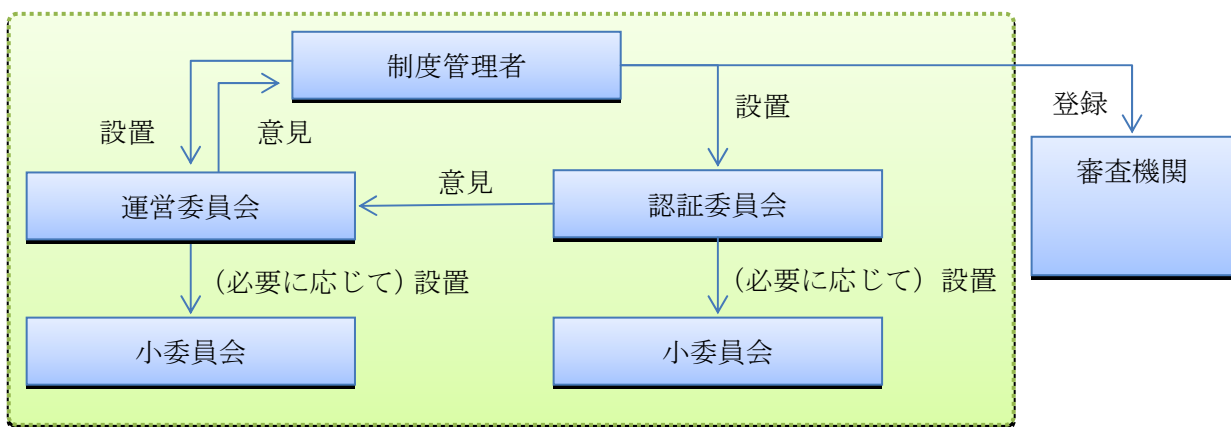 制度管理者
設置
意見
設置
登録
審査機関
運営委員会
意見
認証委員会
（必要に応じて）設置
（必要に応じて）設置
小委員会
小委員会